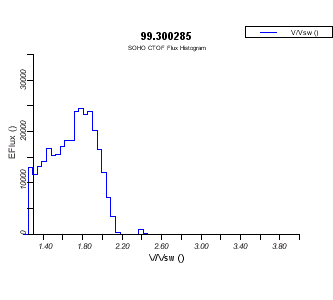 99.300285
SOHO CTOF Flux Histogram
V/Vsw ()
EFlux ()
30000
20000
10000
0
1.40 1.80 2.20 2.60 3.00 3.40 3.80
V/Vsw ()